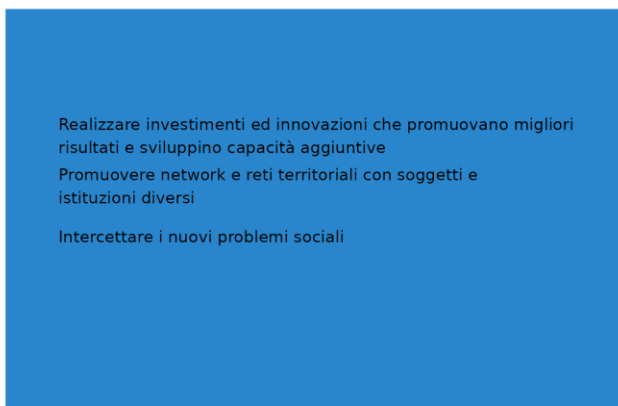 Realizzare investimenti ed innovazioni che promuovano migliori
risultati e sviluppino capacità aggiuntive
Promuovere network e reti territoriali con soggetti e
istituzioni diversi
Intercettare i nuovi problemi sociali